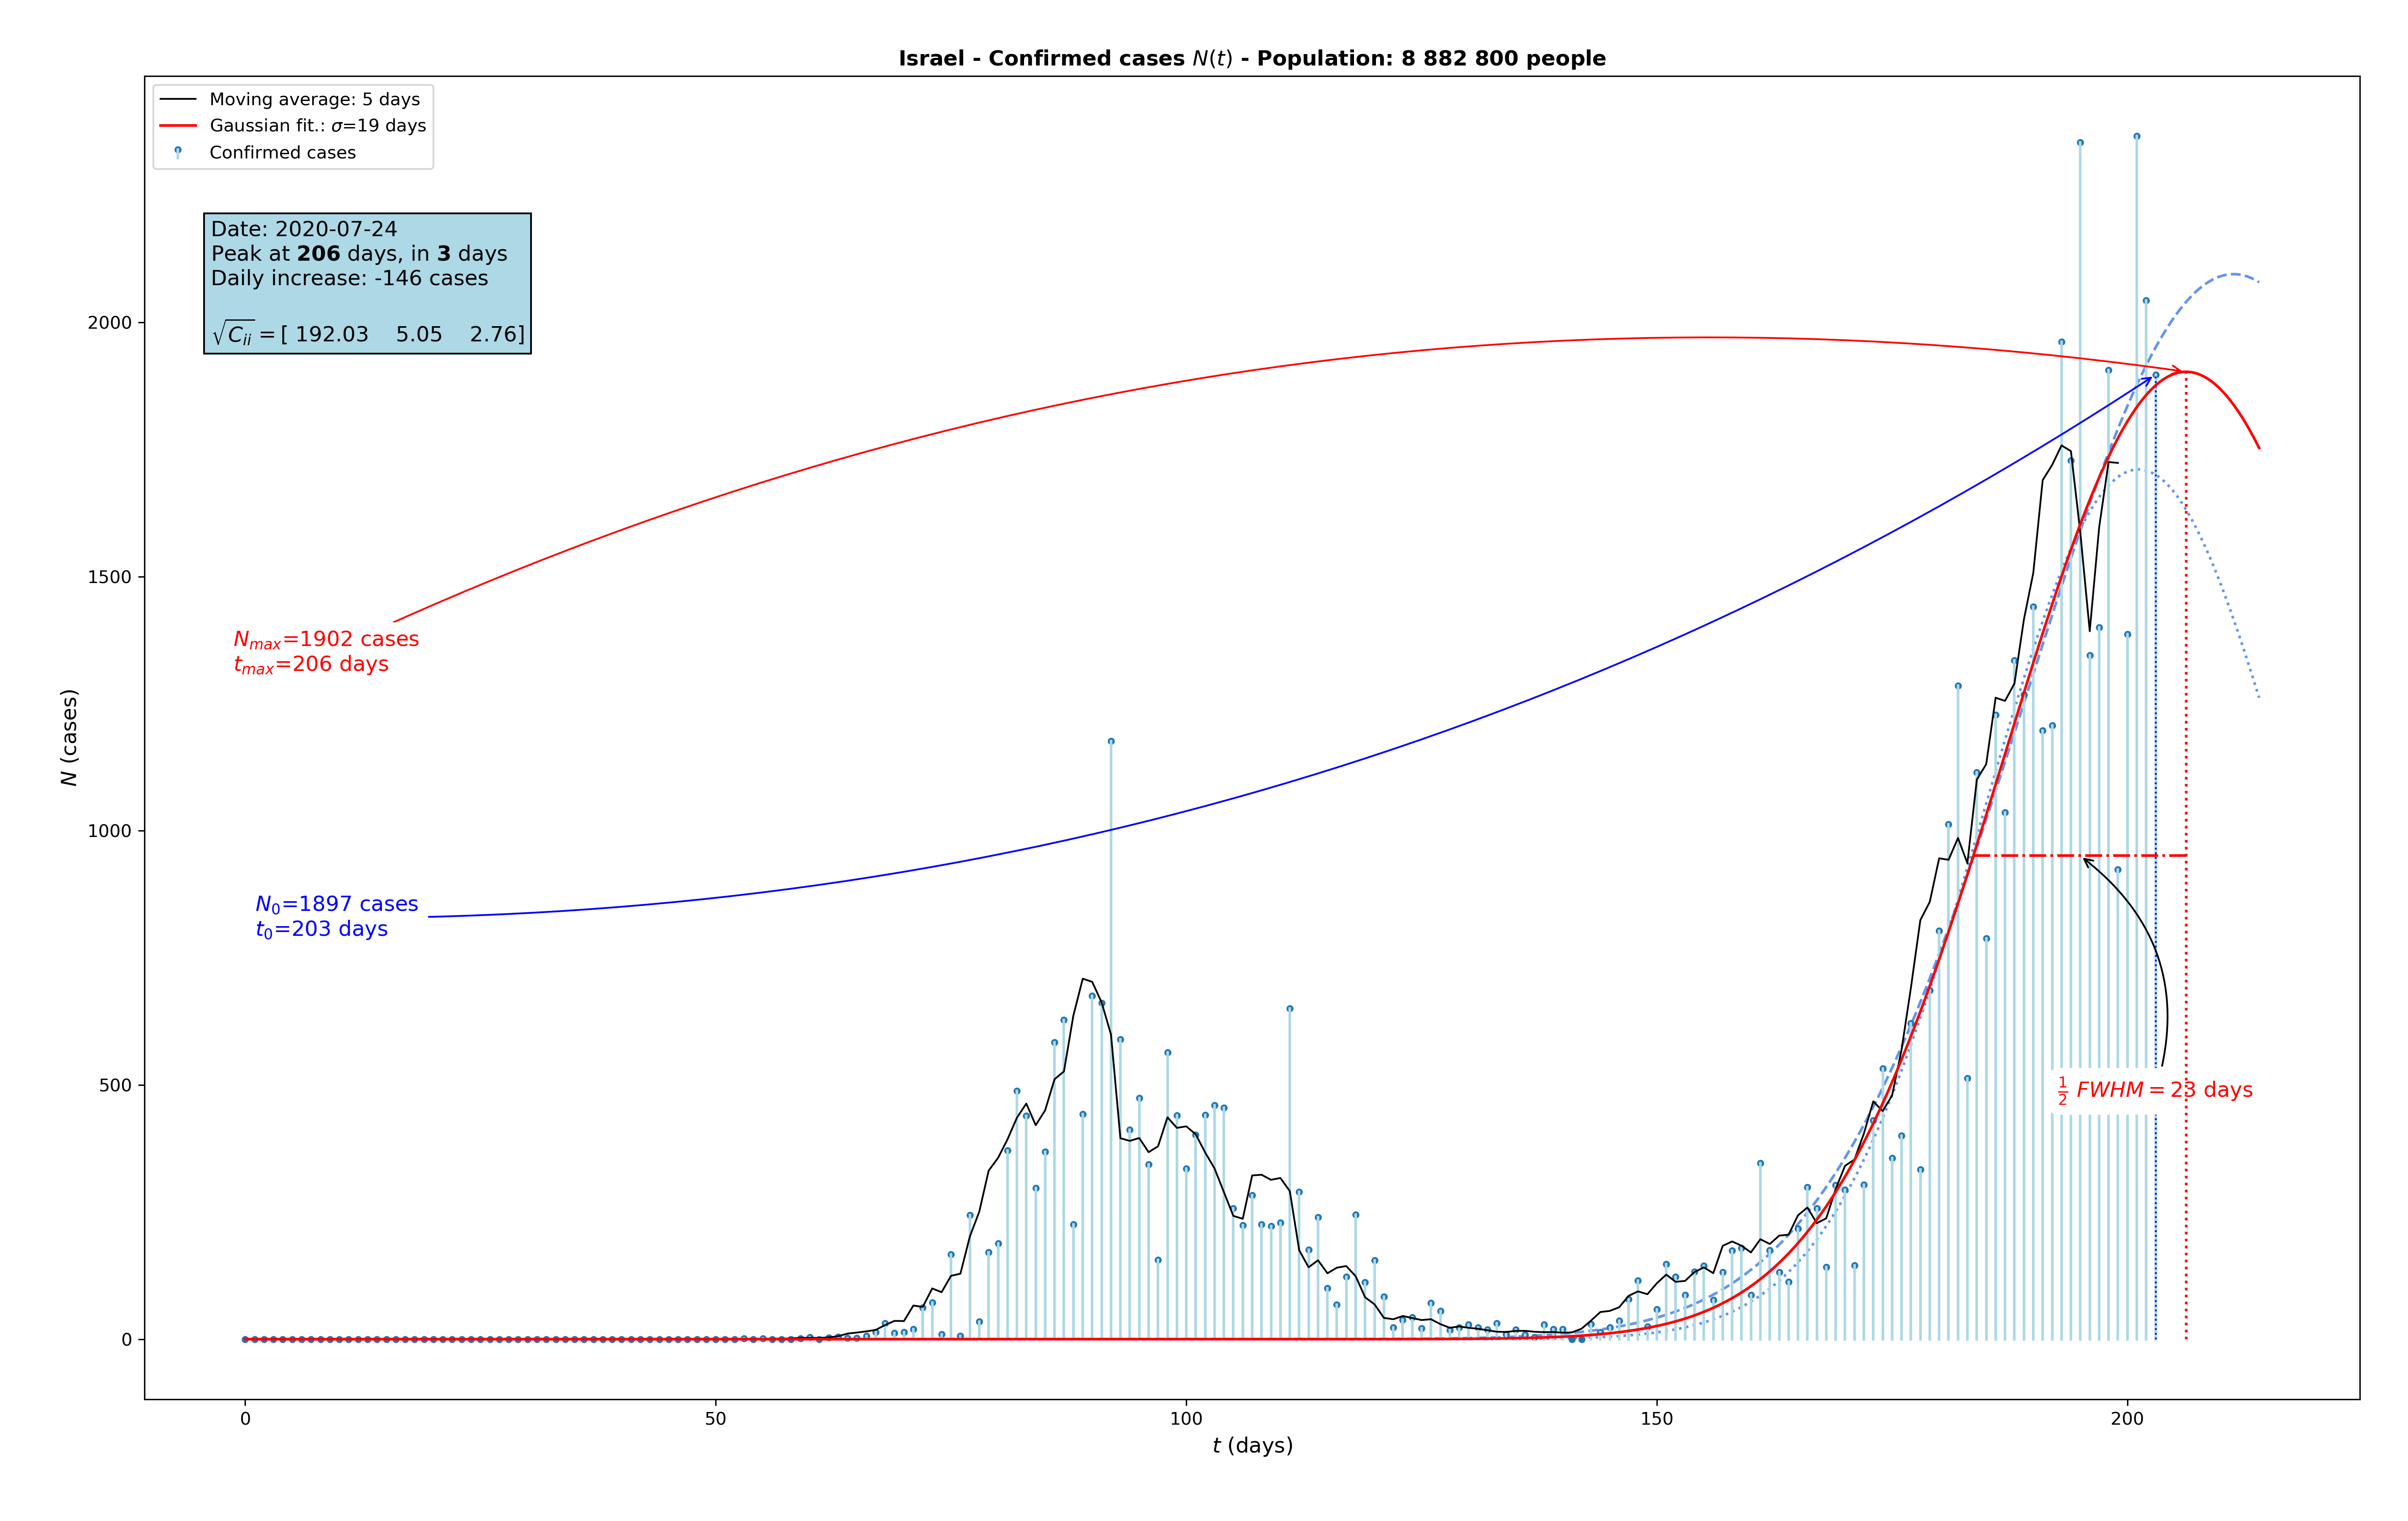 Israel - Confirmed cases N(t) - Population: 8 882 800 people
Moving average: 5 days
Gaussian fit.: σ=19 days
Confirmed cases
Date: 2020-07-24
Peak at 206 days, in 3 days
Daily increase: -146 cases
√C_ii = [ 192.03 5.05 2.76]
N_max=1902 cases
t_max=206 days
N_0=1897 cases
t_0=203 days
1/2 FWHM = 23 days
N (cases)
2000
1500
1000
500
0
0 50 100 150 200
t (days)